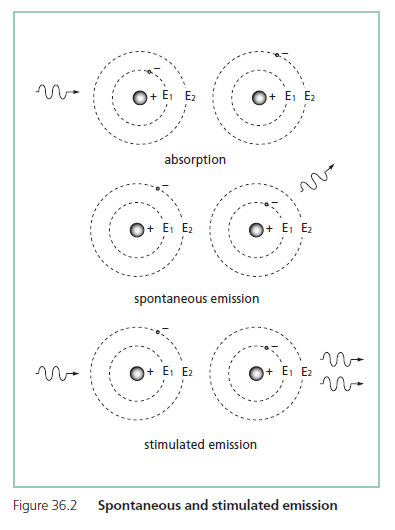 − −
+ E1 E2 + E1 E2
absorption
− −
+ E1 E2 + E1 E2
spontaneous emission
− −
+ E1 E2 + E1 E2
stimulated emission
Figure 36.2 Spontaneous and stimulated emission